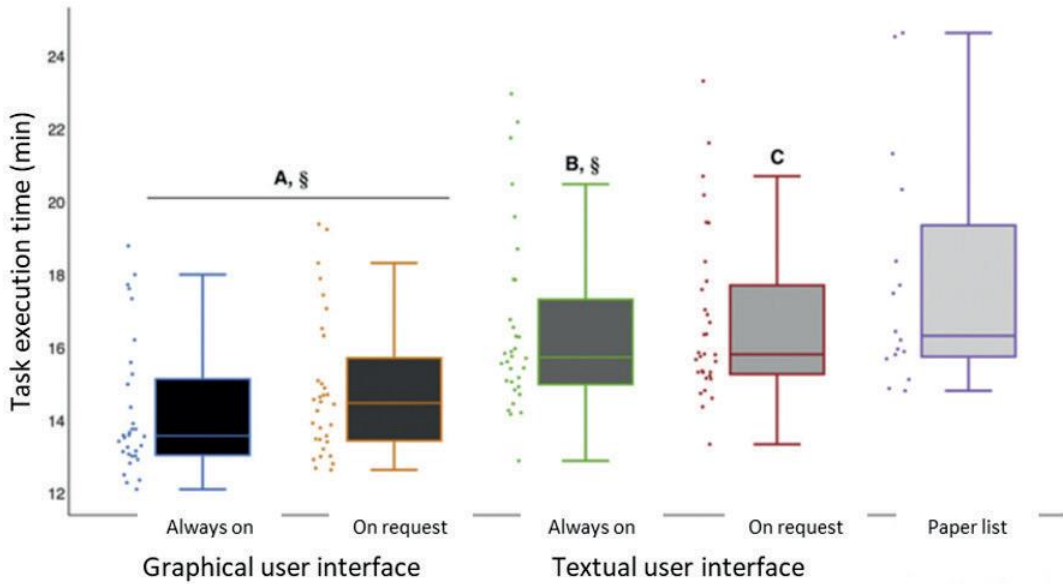 Task execution time (min)
24
22
20
18
16
14
12
A, §
B, §
C
Always on
On request
Always on
On request
Paper list
Graphical user interface
Textual user interface